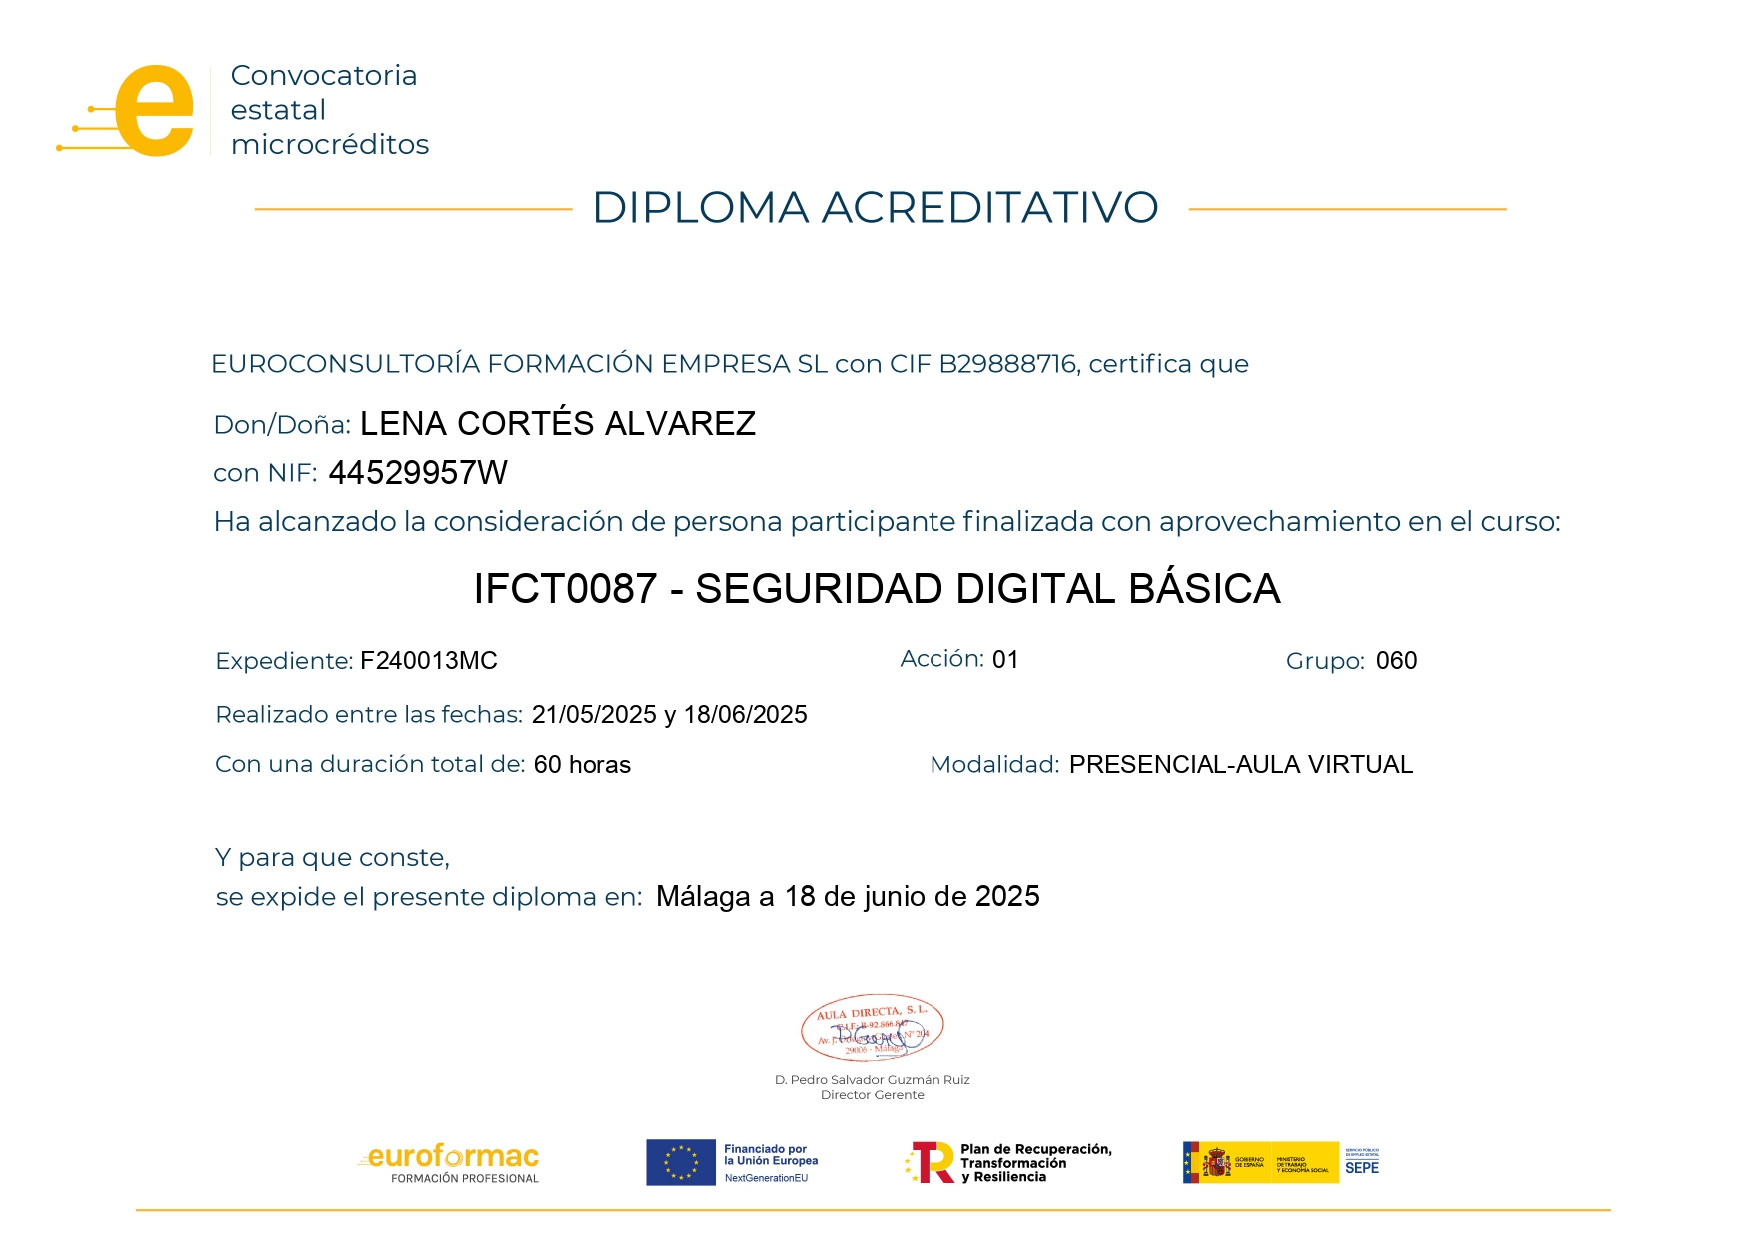 Convocatoria
estatal
microcréditos
DIPLOMA ACREDITATIVO
EUROCONSULTORÍA FORMACIÓN EMPRESA SL con CIF B29888716, certifica que
Don/Doña: LENA CORTÉS ALVAREZ
con NIF: 44529957W
Ha alcanzado la consideración de persona participante finalizada con aprovechamiento en el curso:
IFCT0087 - SEGURIDAD DIGITAL BÁSICA
Expediente: F240013MC Acción: 01 Grupo: 060
Realizado entre las fechas: 21/05/2025 y 18/06/2025
Con una duración total de: 60 horas Modalidad: PRESENCIAL-AULA VIRTUAL
Y para que conste,
se expide el presente diploma en: Málaga a 18 de junio de 2025
AULA DIRECTA, S. L.
C.I.F: B-92.866.847
Av. J. Nº 204
29006 - Málaga
D. Pedro Salvador Guzmán Ruiz
Director Gerente
euroformac
FORMACIÓN PROFESIONAL
Financiado por
la Unión Europea
NextGenerationEU
Plan de Recuperación,
Transformación
y Resiliencia
GOBIERNO
DE ESPAÑA
MINISTERIO
DE TRABAJO
Y ECONOMÍA SOCIAL
SERVICIO PÚBLICO
DE EMPLEO ESTATAL
SEPE